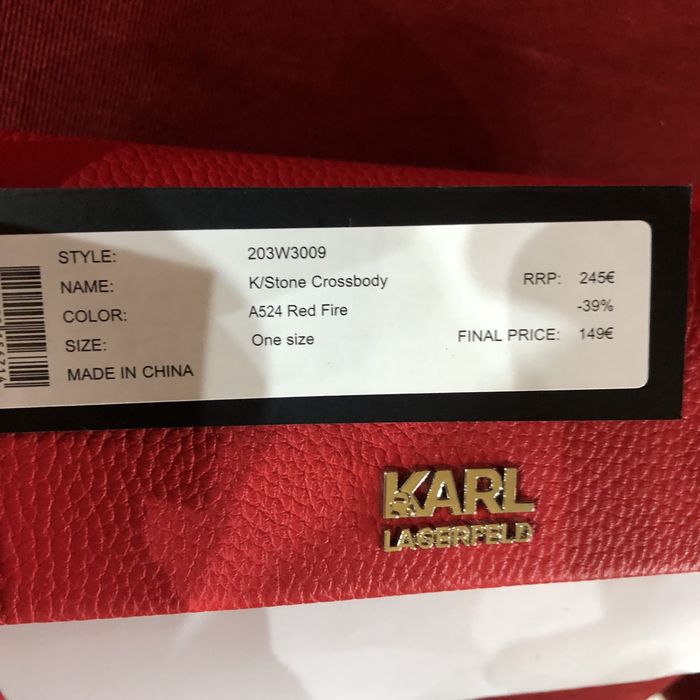 STYLE: 203W3009
NAME: K/Stone Crossbody RRP: 245€
COLOR: A524 Red Fire -39%
SIZE: One size FINAL PRICE: 149€
MADE IN CHINA
KARL
LAGERFELD